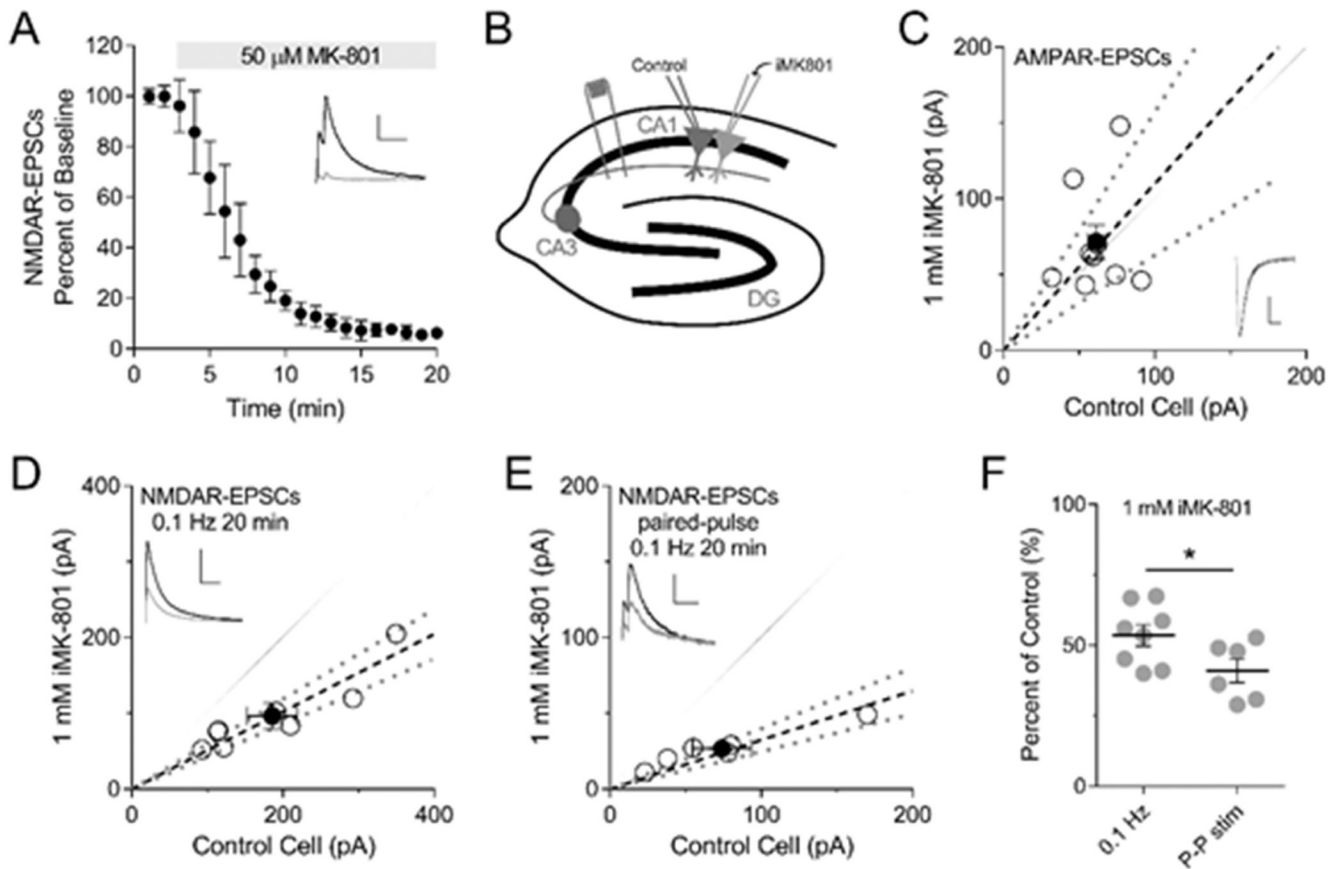 A
120
100
80
60
40
20
0
50 μM MK-801
NMDAR-EPSCs
Percent of Baseline
0
5
10
15
20
Time (min)
B
Control
iMK801
CA1
CA3
DG
C
AMPAR-EPSCs
200
100
0
1 mM iMK-801 (pA)
0
100
200
Control Cell (pA)
D
NMDAR-EPSCs
0.1 Hz 20 min
400
200
0
1 mM iMK-801 (pA)
0
200
400
Control Cell (pA)
E
NMDAR-EPSCs
paired-pulse
0.1 Hz 20 min
200
100
0
1 mM iMK-801 (pA)
0
100
200
Control Cell (pA)
F
1 mM iMK-801
*
100
50
0
Percent of Control (%)
0.1 Hz
P-P stim